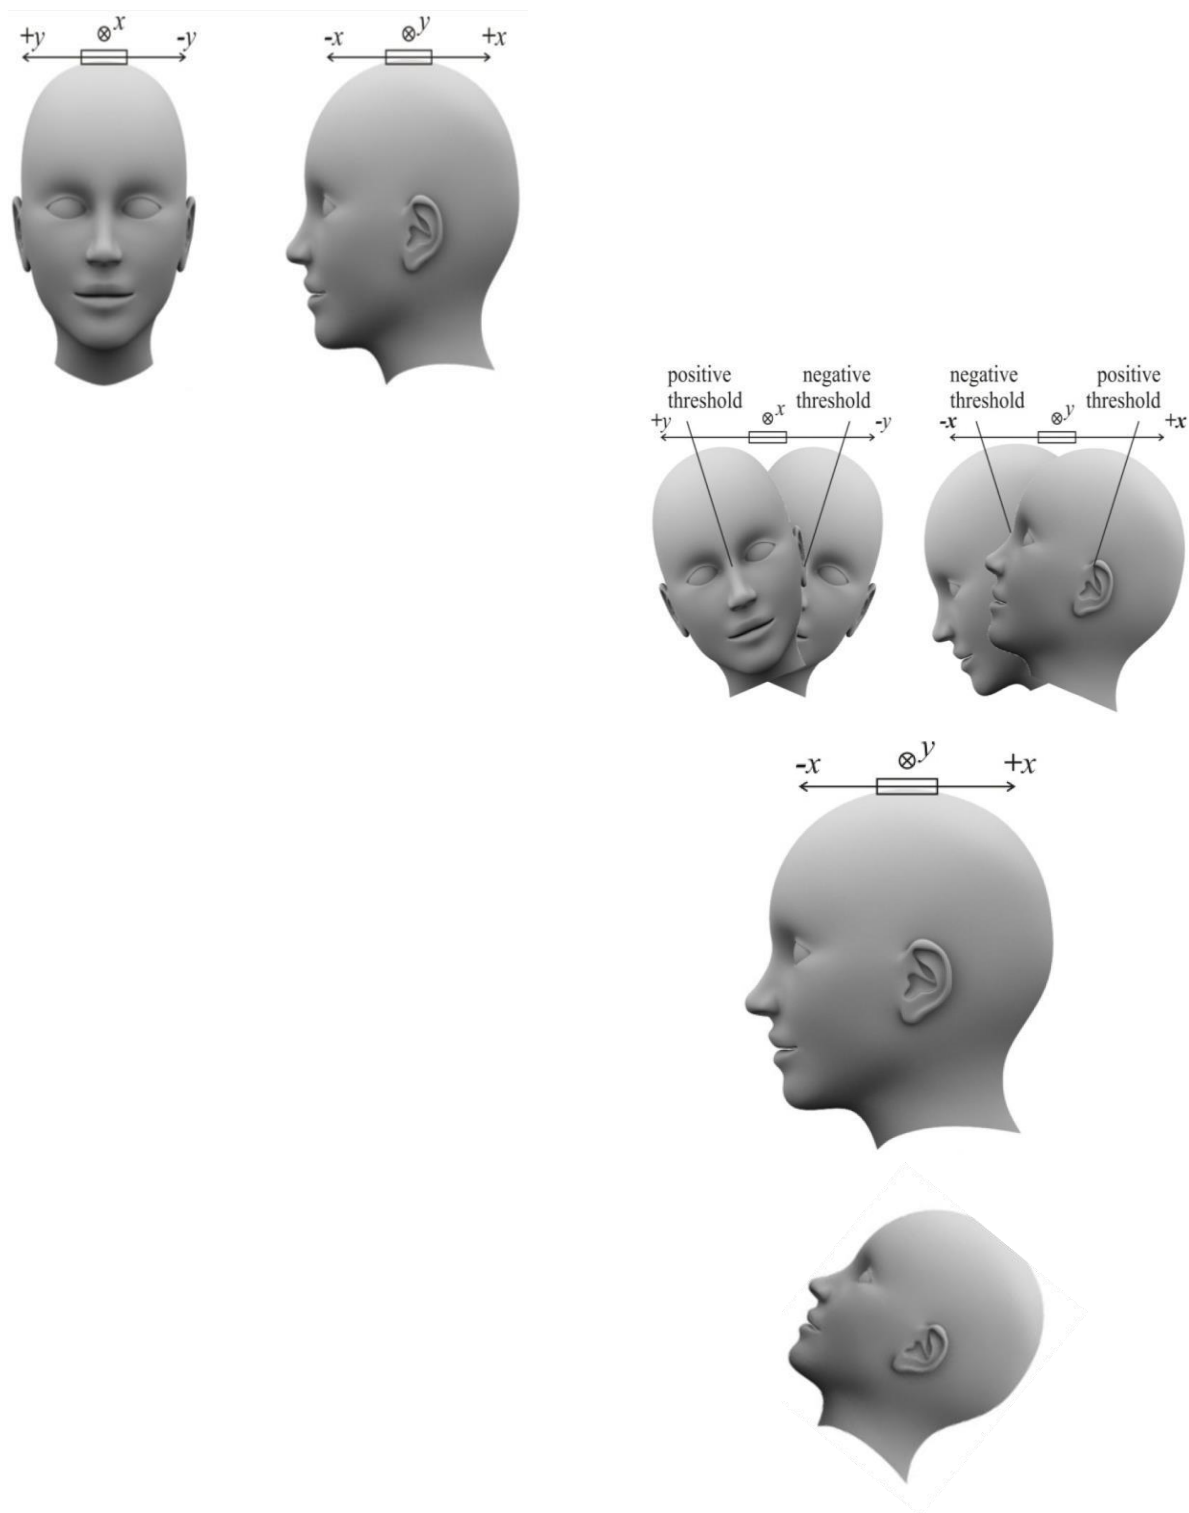 +y ⊗x -y
-x ⊗y +x
positive threshold
negative threshold
+y ⊗x -y
negative threshold
positive threshold
-x ⊗y +x
-x ⊗y +x